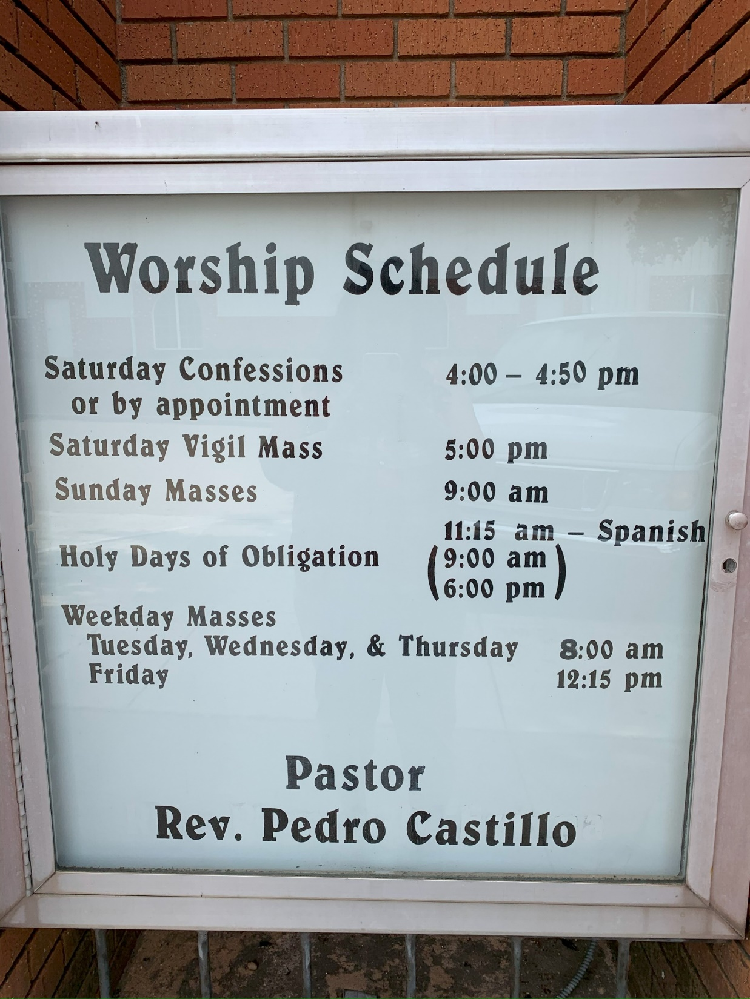 Worship Schedule
Saturday Confessions 4:00 – 4:50 pm
or by appointment
Saturday Vigil Mass 5:00 pm
Sunday Masses 9:00 am
11:15 am – Spanish
Holy Days of Obligation (9:00 am)
(6:00 pm)
Weekday Masses
Tuesday, Wednesday, & Thursday 8:00 am
Friday 12:15 pm
Pastor
Rev. Pedro Castillo